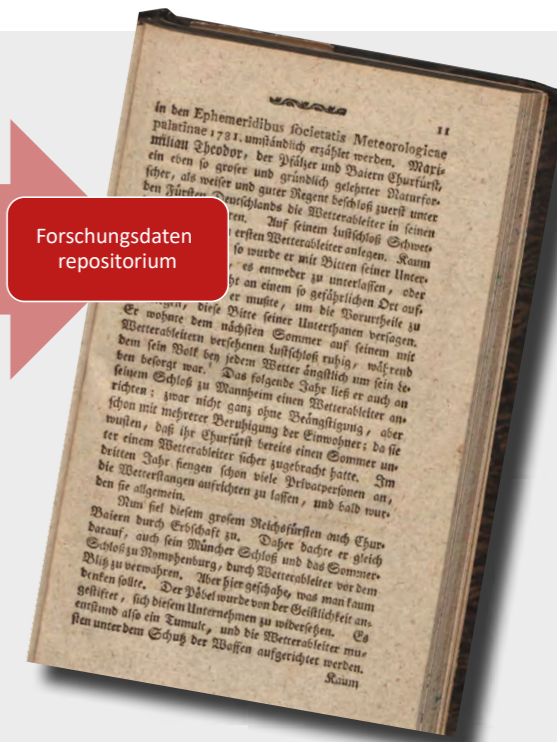 11
in den Ephemeridibus societatis Meteorologicae
palatinae 1781. umständlich erzählet werden. Maxi-
milian Theodor, der Pfälzer und Baiern Churfürst,
ein eben so groser und gründlich gelehrter Naturfor-
scher, als weiser und guter Regent beschloß zuerst unter
den Fürsten Deutschlands die Wetterableiter in seinen
Auf seinem Lustschloß Schwet-
ersten Wetterableiter anlegen. Kaum
so wurde er mit Bitten seiner Unter-
es entweder zu unterlassen, oder
an einem so gefährlichen Ort auf-
er mußte, um die Vorurtheile zu
diese Bitte seiner Unterthanen versagen.
Er wohnte dem nächsten Sommer auf seinem mit
Wetterableitern versehenen Lustschloß ruhig, während
dem sein Volk bey jedem Wetter ängstlich um sein Le-
ben besorgt war. Das folgende Jahr ließ er auch an
seinem Schloß zu Mannheim einen Wetterableiter an-
richten; zwar nicht ganz ohne Beängstigung, aber
schon mit mehrerer Beruhigung der Einwohner; da sie
wusten, daß ihr Churfürst bereits einen Sommer un-
ter einem Wetterableiter sicher zugebracht hatte. Im
dritten Jahr fiengen schon viele Privatpersonen an,
die Wetterstangen aufrichten zu lassen, und bald wur-
den sie allgemein.
Nun fiel diesem grosem Reichsfürsten auch Chur-
Baiern durch Erbschaft zu. Daher dachte er gleich
darauf, auch sein Müncher Schloß und das Sommer-
Schloß zu Nymphenburg, durch Wetterableiter vor dem
Blitz zu verwahren. Aber hier geschahe, was man kaum
denken sollte. Der Pöbel wurde von der Geistlichkeit an-
gestiftet, sich diesem Unternehmen zu widersetzen. Es
entstund also ein Tumult, und die Wetterableiter mu-
sten unter dem Schutz der Waffen aufgerichtet werden.
Kaum
Forschungsdaten
repositorium